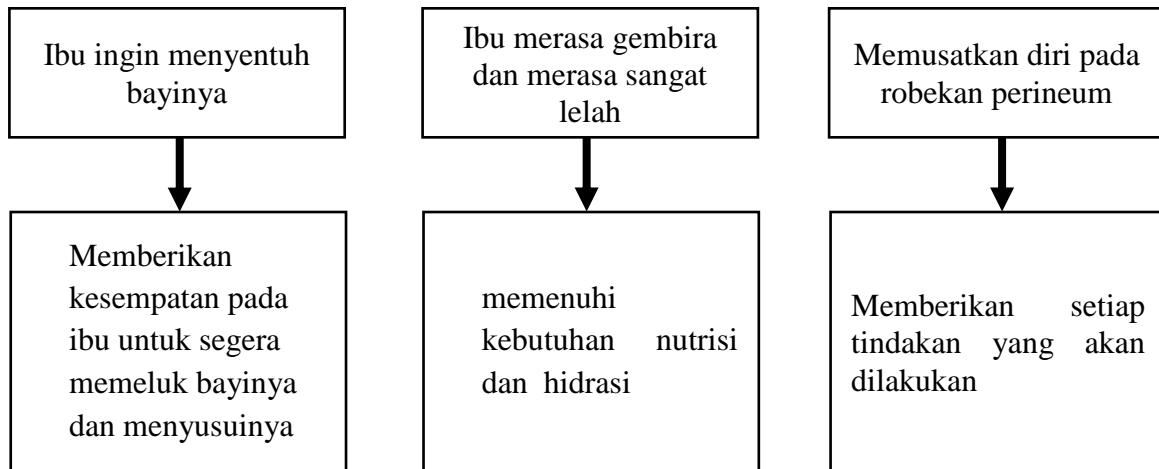 Ibu ingin menyentuh
bayinya
Ibu merasa gembira
dan merasa sangat
lelah
Memusatkan diri pada
robekan perineum
Memberikan
kesempatan pada
ibu untuk segera
memeluk bayinya
dan menyusuinya
memenuhi
kebutuhan nutrisi
dan hidrasi
Memberikan setiap
tindakan yang akan
dilakukan